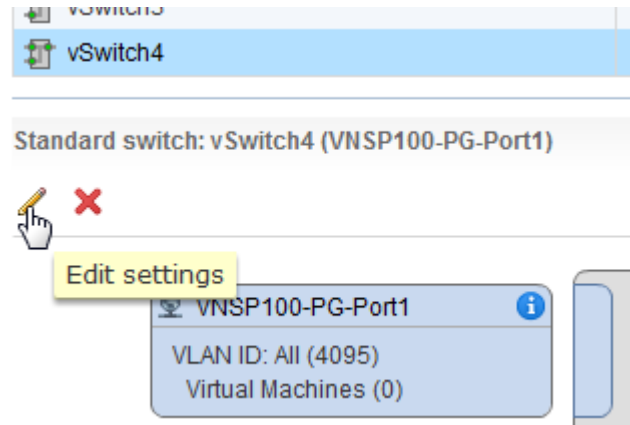 vSwitch3
vSwitch4
Standard switch: vSwitch4 (VNSP100-PG-Port1)
Edit settings
VNSP100-PG-Port1
VLAN ID: All (4095)
Virtual Machines (0)